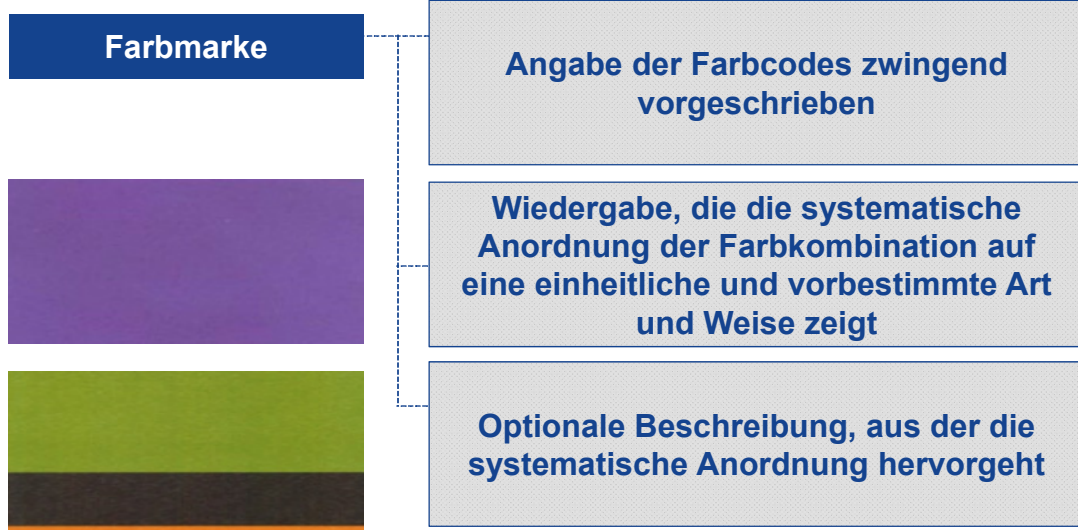 Farbmarke
Angabe der Farbcodes zwingend
vorgeschrieben
Wiedergabe, die die systematische
Anordnung der Farbkombination auf
eine einheitliche und vorbestimmte Art
und Weise zeigt
Optionale Beschreibung, aus der die
systematische Anordnung hervorgeht